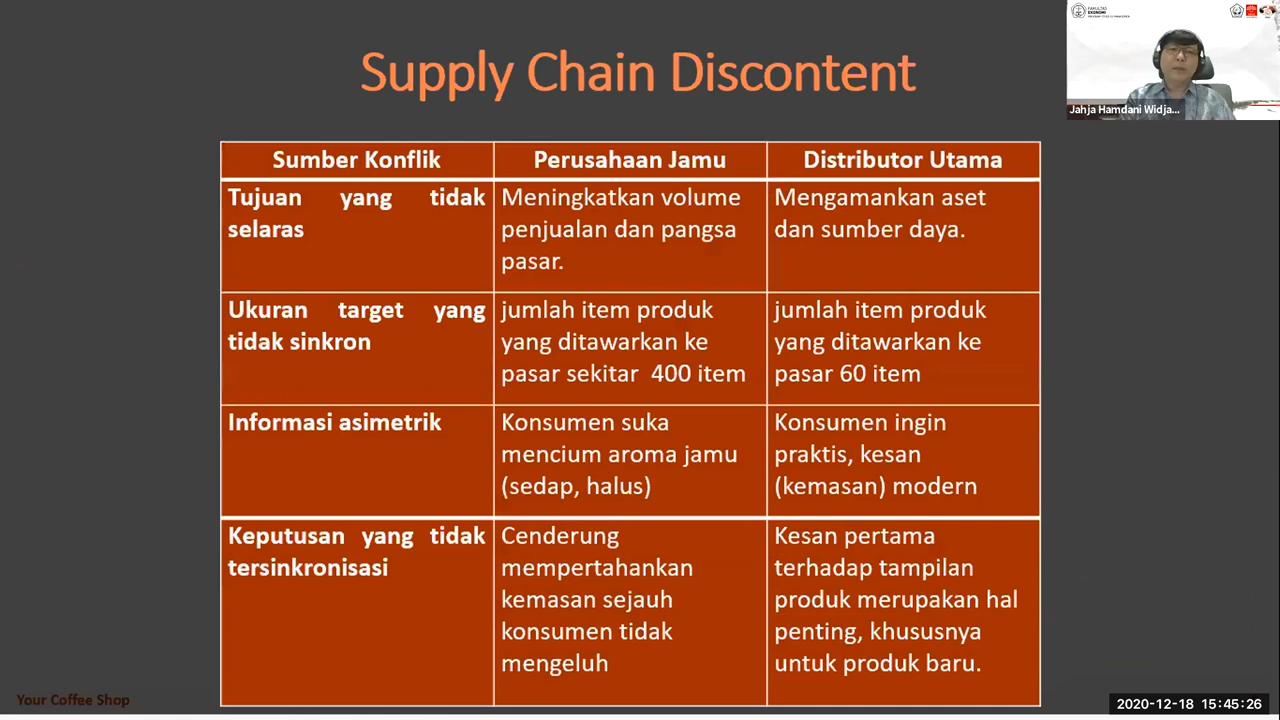 Supply Chain Discontent
FAKULTAS
EKONOMI
Jahja Hamdani Widja...
Sumber Konflik
Perusahaan Jamu
Distributor Utama
Tujuan yang tidak
selaras
Meningkatkan volume
penjualan dan pangsa
pasar.
Mengamankan aset
dan sumber daya.
Ukuran target yang
tidak sinkron
jumlah item produk
yang ditawarkan ke
pasar sekitar 400 item
jumlah item produk
yang ditawarkan ke
pasar 60 item
Informasi asimetrik
Konsumen suka
mencium aroma jamu
(sedap, halus)
Konsumen ingin
praktis, kesan
(kemasan) modern
Keputusan yang tidak
tersinkronisasi
Cenderung
mempertahankan
kemasan sejauh
konsumen tidak
mengeluh
Kesan pertama
terhadap tampilan
produk merupakan hal
penting, khususnya
untuk produk baru.
Your Coffee Shop
2020-12-18 15:45:26